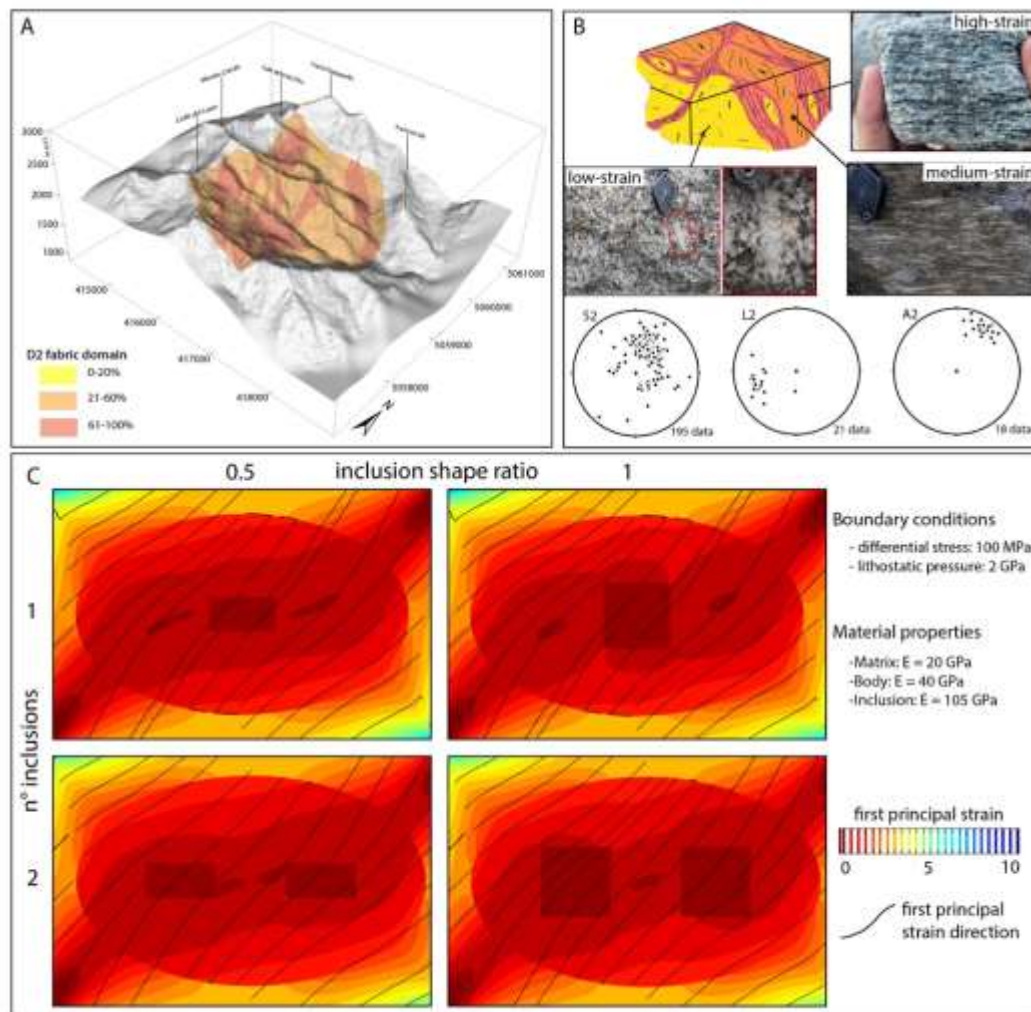 A
3000
2500
2000
1500
1000
415000
416000
417000
418000
5061000
5060000
5059000
5058000
N
D2 fabric domain
0-20%
21-60%
61-100%
B
high-strain
low-strain
medium-strain
S2
195 data
L2
21 data
A2
18 data
C
0.5
inclusion shape ratio
1
1
n° inclusions
2
Boundary conditions
- differential stress: 100 MPa
- lithostatic pressure: 2 GPa
Material properties
-Matrix: E = 20 GPa
-Body: E = 40 GPa
-Inclusion: E = 105 GPa
first principal strain
0
5
10
first principal
strain direction